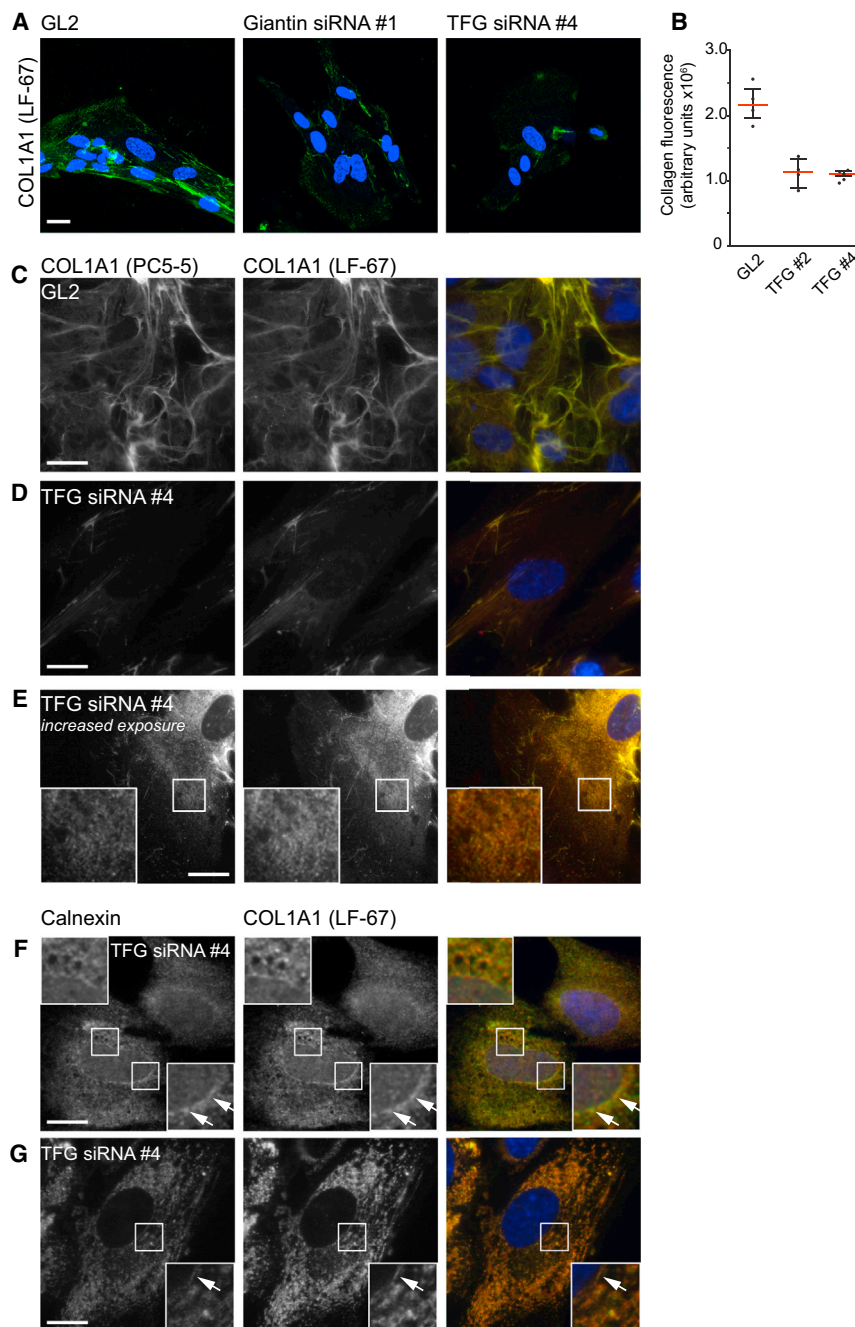 A
GL2
Giantin siRNA #1
TFG siRNA #4
COL1A1 (LF-67)
B
Collagen fluorescence
(arbitrary units x10⁶)
3.0
2.0
1.0
0
GL2
TFG #2
TFG #4
C
COL1A1 (PC5-5)
COL1A1 (LF-67)
GL2
D
TFG siRNA #4
E
TFG siRNA #4
increased exposure
Calnexin
COL1A1 (LF-67)
F
TFG siRNA #4
G
TFG siRNA #4